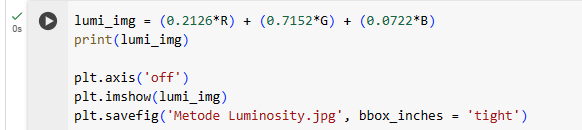 0s
lumi_img = (0.2126*R) + (0.7152*G) + (0.0722*B)
print(lumi_img)
plt.axis('off')
plt.imshow(lumi_img)
plt.savefig('Metode Luminosity.jpg', bbox_inches = 'tight')